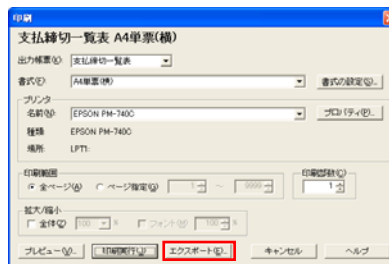 印刷
支払締切一覧表 A4単票(横)
出力帳票(X) 支払締切一覧表
書式(F) A4単票(横) 書式の設定(S)...
プリンタ
名前(N): EPSON PM-740C プロパティ(P)...
種類: EPSON PM-740C
場所: LPT1:
印刷範囲 印刷部数(C)
全ページ(A) ページ指定(G) 1 ～ 9999 1
拡大/縮小
全体(Z) 100 % フォント(Y) 100 %
プレビュー(V)... 印刷実行(U) エクスポート(E)... キャンセル ヘルプ